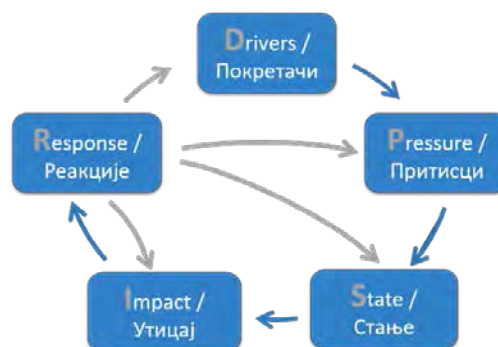 Drivers /
Покретачи
Response /
Реакције
Pressure /
Притисци
Impact /
Утицај
State /
Стање